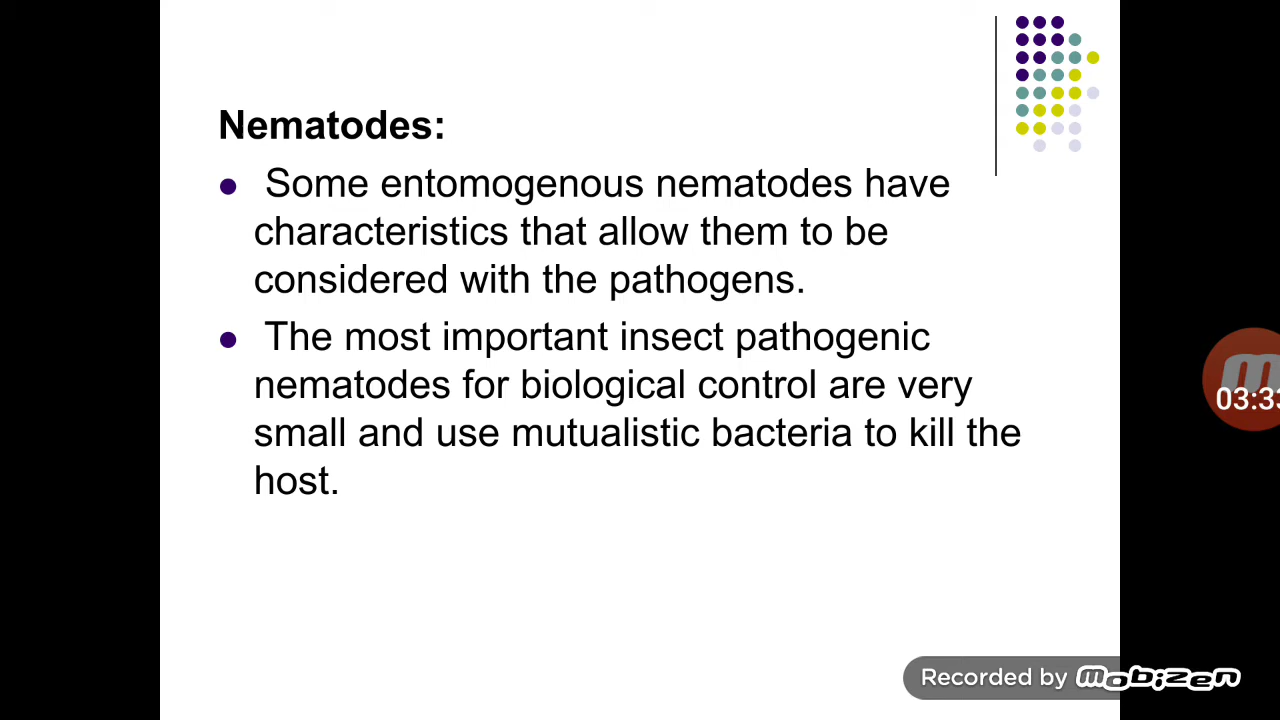 Nematodes:
● Some entomogenous nematodes have
characteristics that allow them to be
considered with the pathogens.
● The most important insect pathogenic
nematodes for biological control are very
small and use mutualistic bacteria to kill the
host.
03:33
Recorded by mobizen